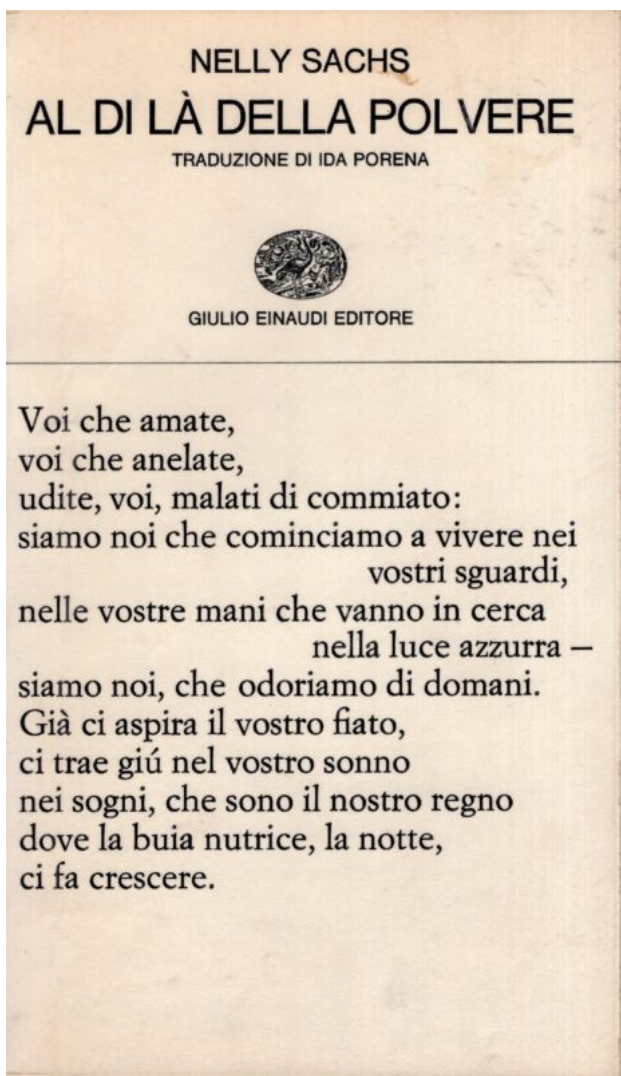 NELLY SACHS
AL DI LÀ DELLA POLVERE
TRADUZIONE DI IDA PORENA
GIULIO EINAUDI EDITORE
Voi che amate,
voi che anelate,
udite, voi, malati di commiato:
siamo noi che cominciamo a vivere nei
vostri sguardi,
nelle vostre mani che vanno in cerca
nella luce azzurra –
siamo noi, che odoriamo di domani.
Già ci aspira il vostro fiato,
ci trae giú nel vostro sonno
nei sogni, che sono il nostro regno
dove la buia nutrice, la notte,
ci fa crescere.